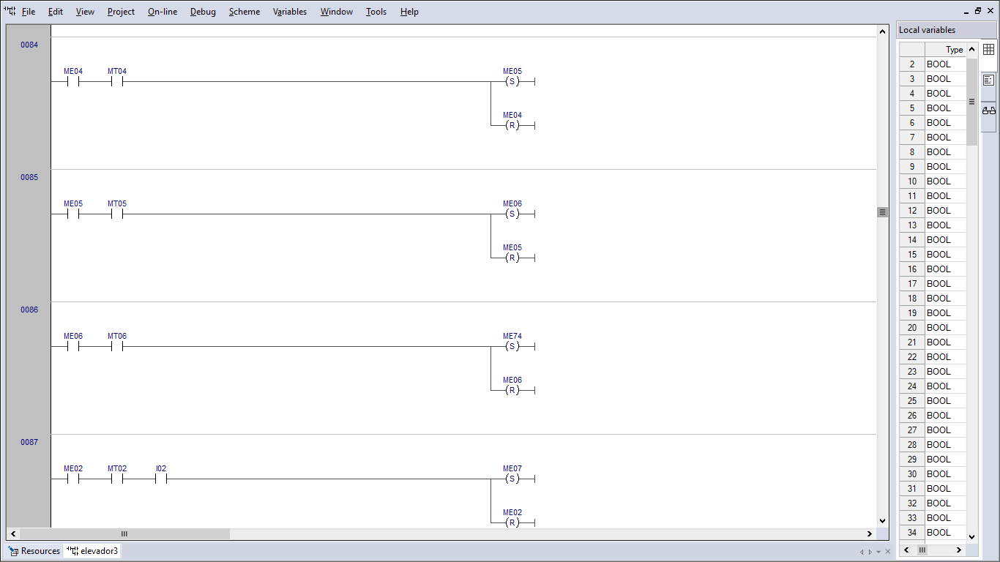 File Edit View Project On-line Debug Scheme Variables Window Tools Help
Local variables
Type
0084
ME04 MT04 ME05
S
ME04
R
0085
ME05 MT05 ME06
S
ME05
R
0086
ME06 MT06 ME74
S
ME06
R
0087
ME02 MT02 I02 ME07
S
ME02
R
2 BOOL
3 BOOL
4 BOOL
5 BOOL
6 BOOL
7 BOOL
8 BOOL
9 BOOL
10 BOOL
11 BOOL
12 BOOL
13 BOOL
14 BOOL
15 BOOL
16 BOOL
17 BOOL
18 BOOL
19 BOOL
20 BOOL
21 BOOL
22 BOOL
23 BOOL
24 BOOL
25 BOOL
26 BOOL
27 BOOL
28 BOOL
29 BOOL
30 BOOL
31 BOOL
32 BOOL
33 BOOL
34 BOOL
Resources elevador3